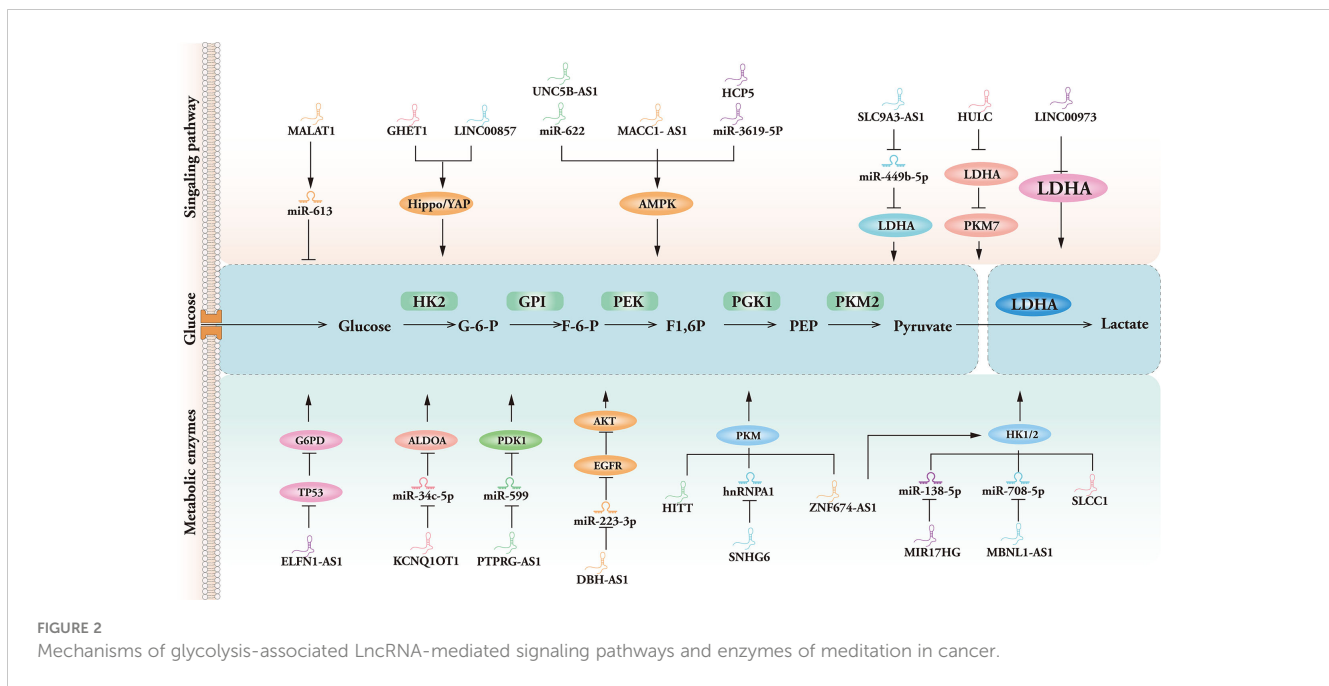 Singaling pathway
UNC5B-AS1
HCP5
MALAT1
GHET1
LINC00857
miR-622
MACC1- AS1
miR-3619-5P
SLC9A3-AS1
HULC
LINC00973
miR-613
Hippo/YAP
AMPK
miR-449b-5p
LDHA
LDHA
LDHA
PKM7
Glucose
HK2
GPI
PEK
PGK1
PKM2
LDHA
Glucose
G-6-P
F-6-P
F1,6P
PEP
Pyruvate
Lactate
Metabolic enzymes
G6PD
ALDOA
PDK1
AKT
PKM
HK1/2
TP53
miR-34c-5p
miR-599
EGFR
hnRNPA1
miR-138-5p
miR-708-5p
SLCC1
miR-223-3p
HITT
ZNF674-AS1
ELFN1-AS1
KCNQ1OT1
PTPRG-AS1
DBH-AS1
SNHG6
MIR17HG
MBNL1-AS1
FIGURE 2
Mechanisms of glycolysis-associated LncRNA-mediated signaling pathways and enzymes of meditation in cancer.